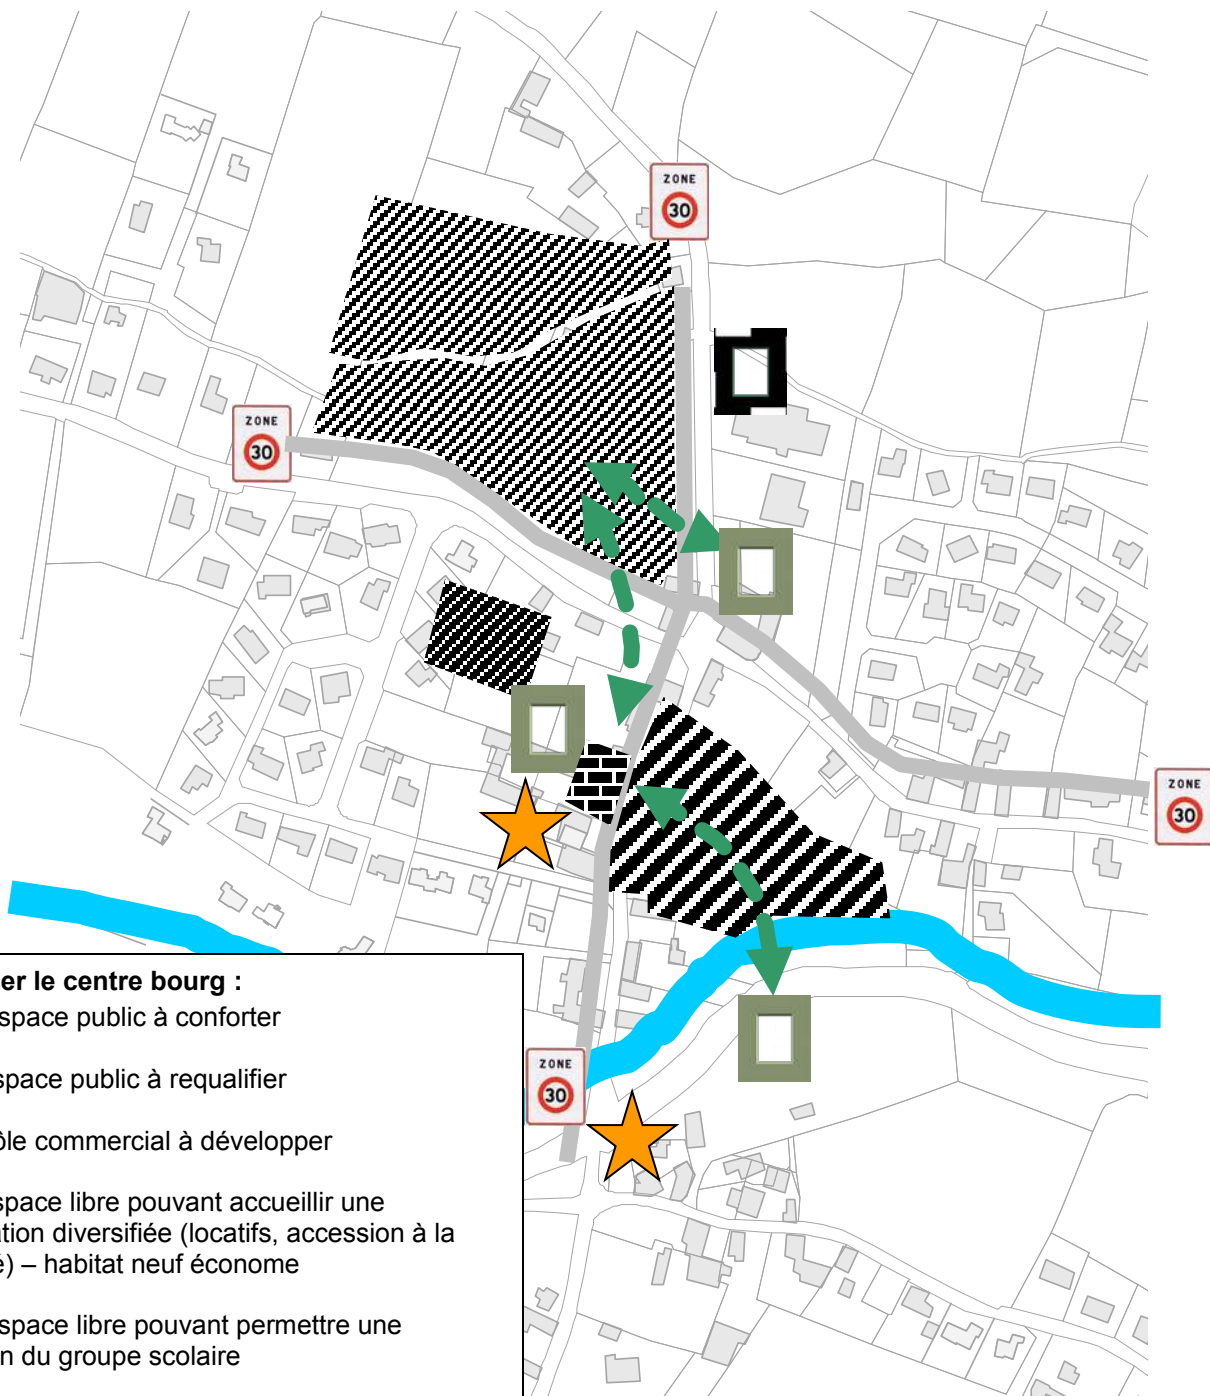 ZONE
30
ZONE
30
ZONE
30
ZONE
30
er le centre bourg :
space public à conforter
space public à requalifier
ôle commercial à développer
space libre pouvant accueillir une
ation diversifiée (locatifs, accession à la
é) – habitat neuf économe
space libre pouvant permettre une
n du groupe scolaire